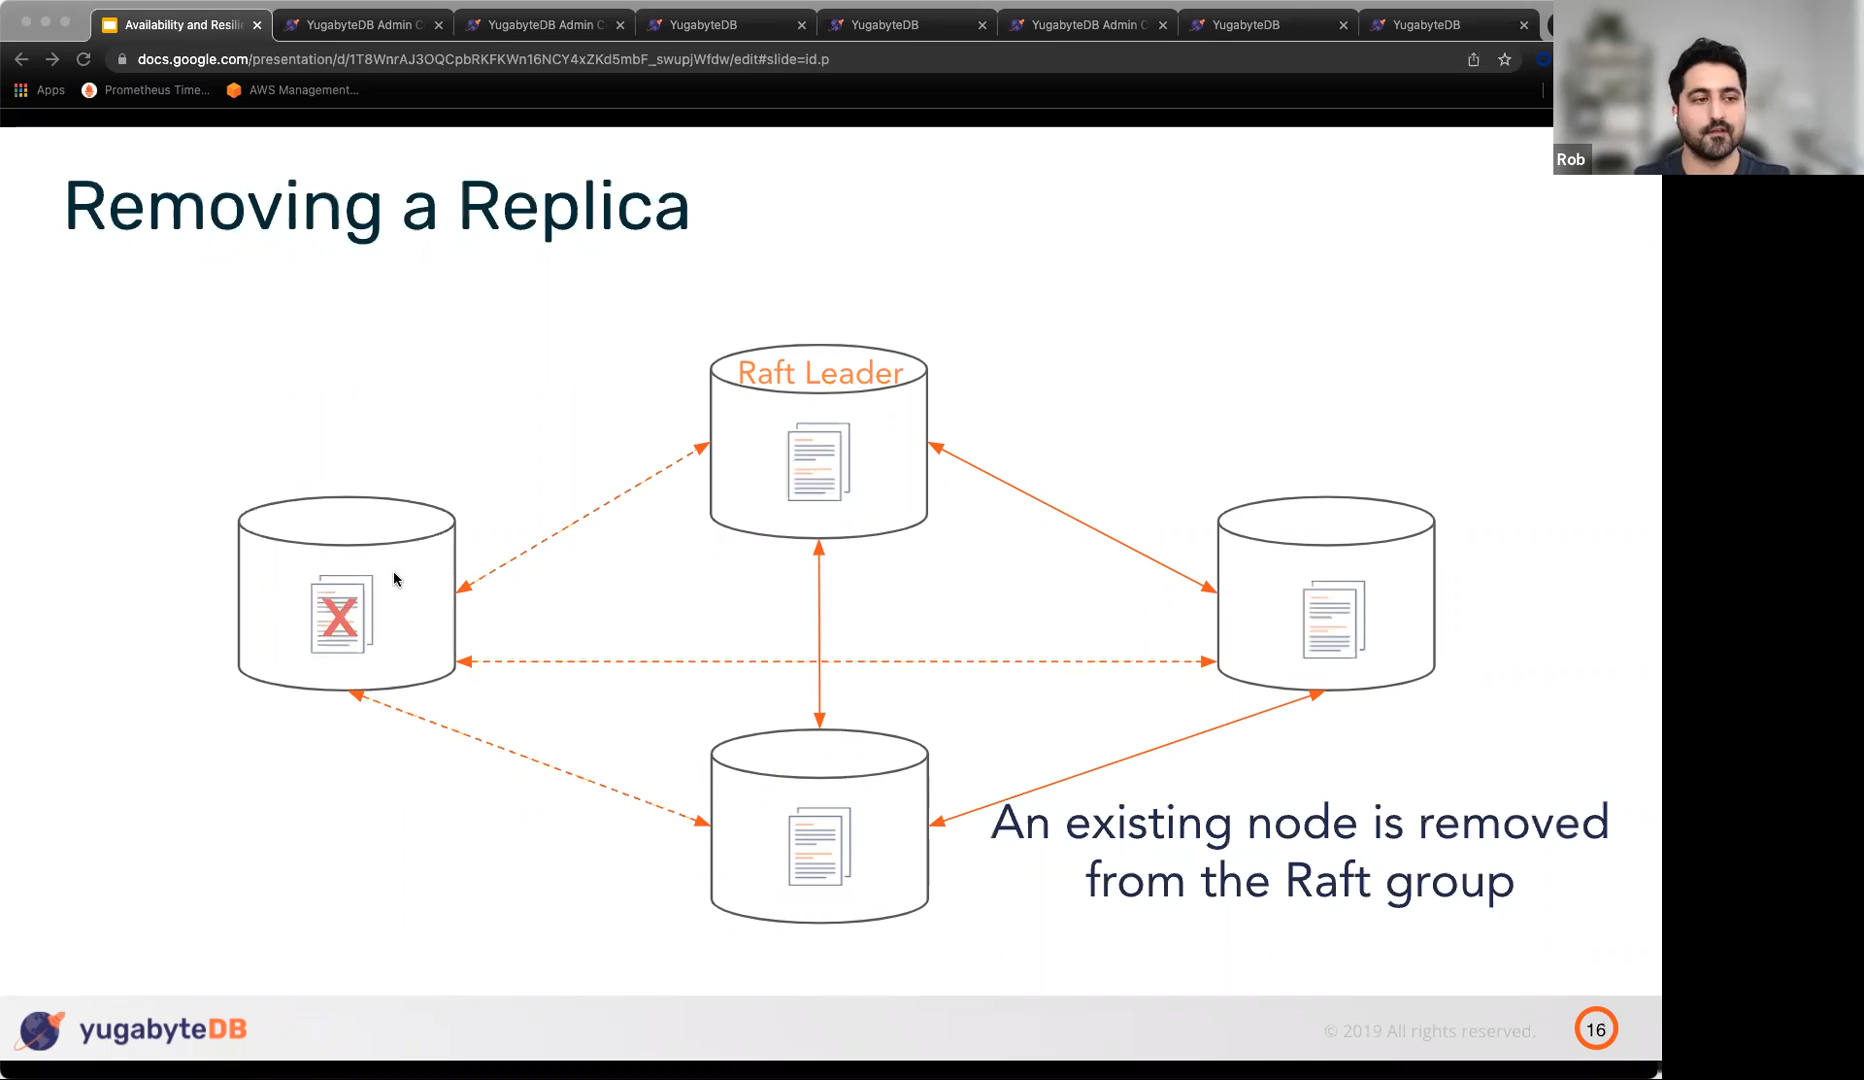 Availability and Resilie
YugabyteDB Admin C
YugabyteDB Admin C
YugabyteDB
YugabyteDB
YugabyteDB Admin C
YugabyteDB
YugabyteDB
docs.google.com/presentation/d/1T8WnrAJ3OQCpbRKFKWn16NCY4xZKd5mbF_swupjWfdw/edit#slide=id.p
Apps
Prometheus Time...
AWS Management...
Rob
Removing a Replica
Raft Leader
X
An existing node is removed
from the Raft group
yugabyteDB
© 2019 All rights reserved.
16